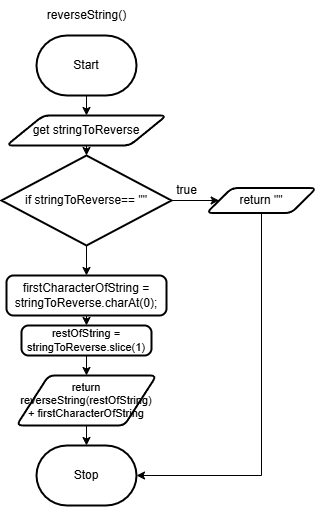 reverseString()
Start
get stringToReverse
if stringToReverse== ""
true
return ""
firstCharacterOfString =
stringToReverse.charAt(0);
restOfString =
stringToReverse.slice(1)
return
reverseString(restOfString)
+ firstCharacterOfString
Stop